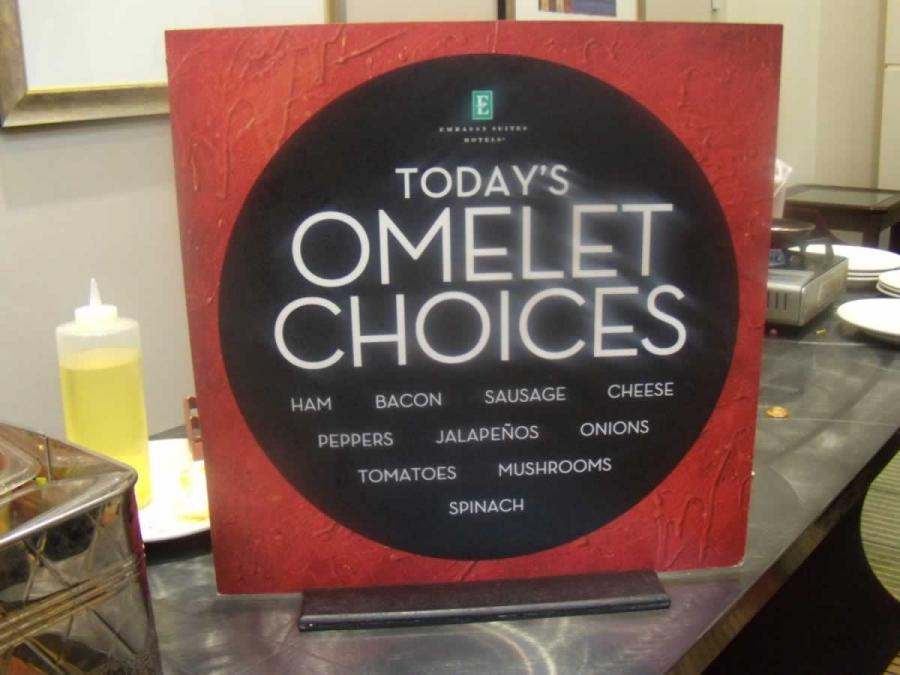 E
EMBASSY SUITES
HOTELS®
TODAY'S
OMELET
CHOICES
HAM BACON SAUSAGE CHEESE
PEPPERS JALAPEÑOS ONIONS
TOMATOES MUSHROOMS
SPINACH